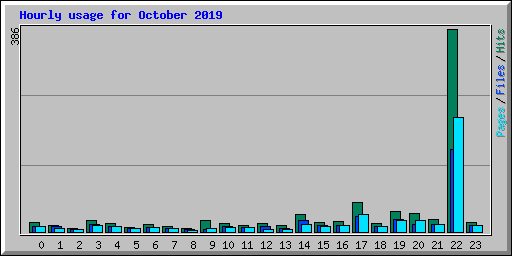 Hourly usage for October 2019
386
Pages/Files/Hits
0 1 2 3 4 5 6 7 8 9 10 11 12 13 14 15 16 17 18 19 20 21 22 23